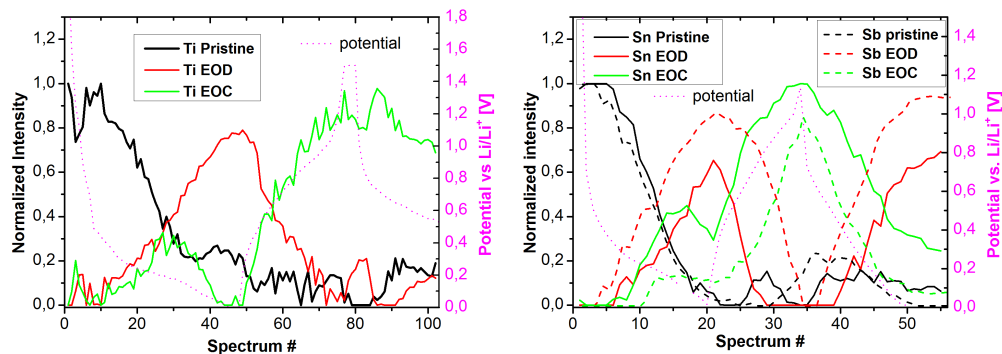 Ti Pristine
Ti EOD
Ti EOC
potential
Normalized Intensity
1,2
1,0
0,8
0,6
0,4
0,2
0,0
0 20 40 60 80 100
Spectrum #
1,8
1,6
1,4
1,2
1,0
0,8
0,6
0,4
0,2
0,0
Potential vs Li/Li⁺ [V]
Sn Pristine
Sn EOD
Sn EOC
Sb pristine
Sb EOD
Sb EOC
potential
Normalized intensity
1,2
1,0
0,8
0,6
0,4
0,2
0,0
0 10 20 30 40 50
Spectrum #
1,4
1,2
1,0
0,8
0,6
0,4
0,2
0,0
Potential vs. Li/Li⁺ [V]